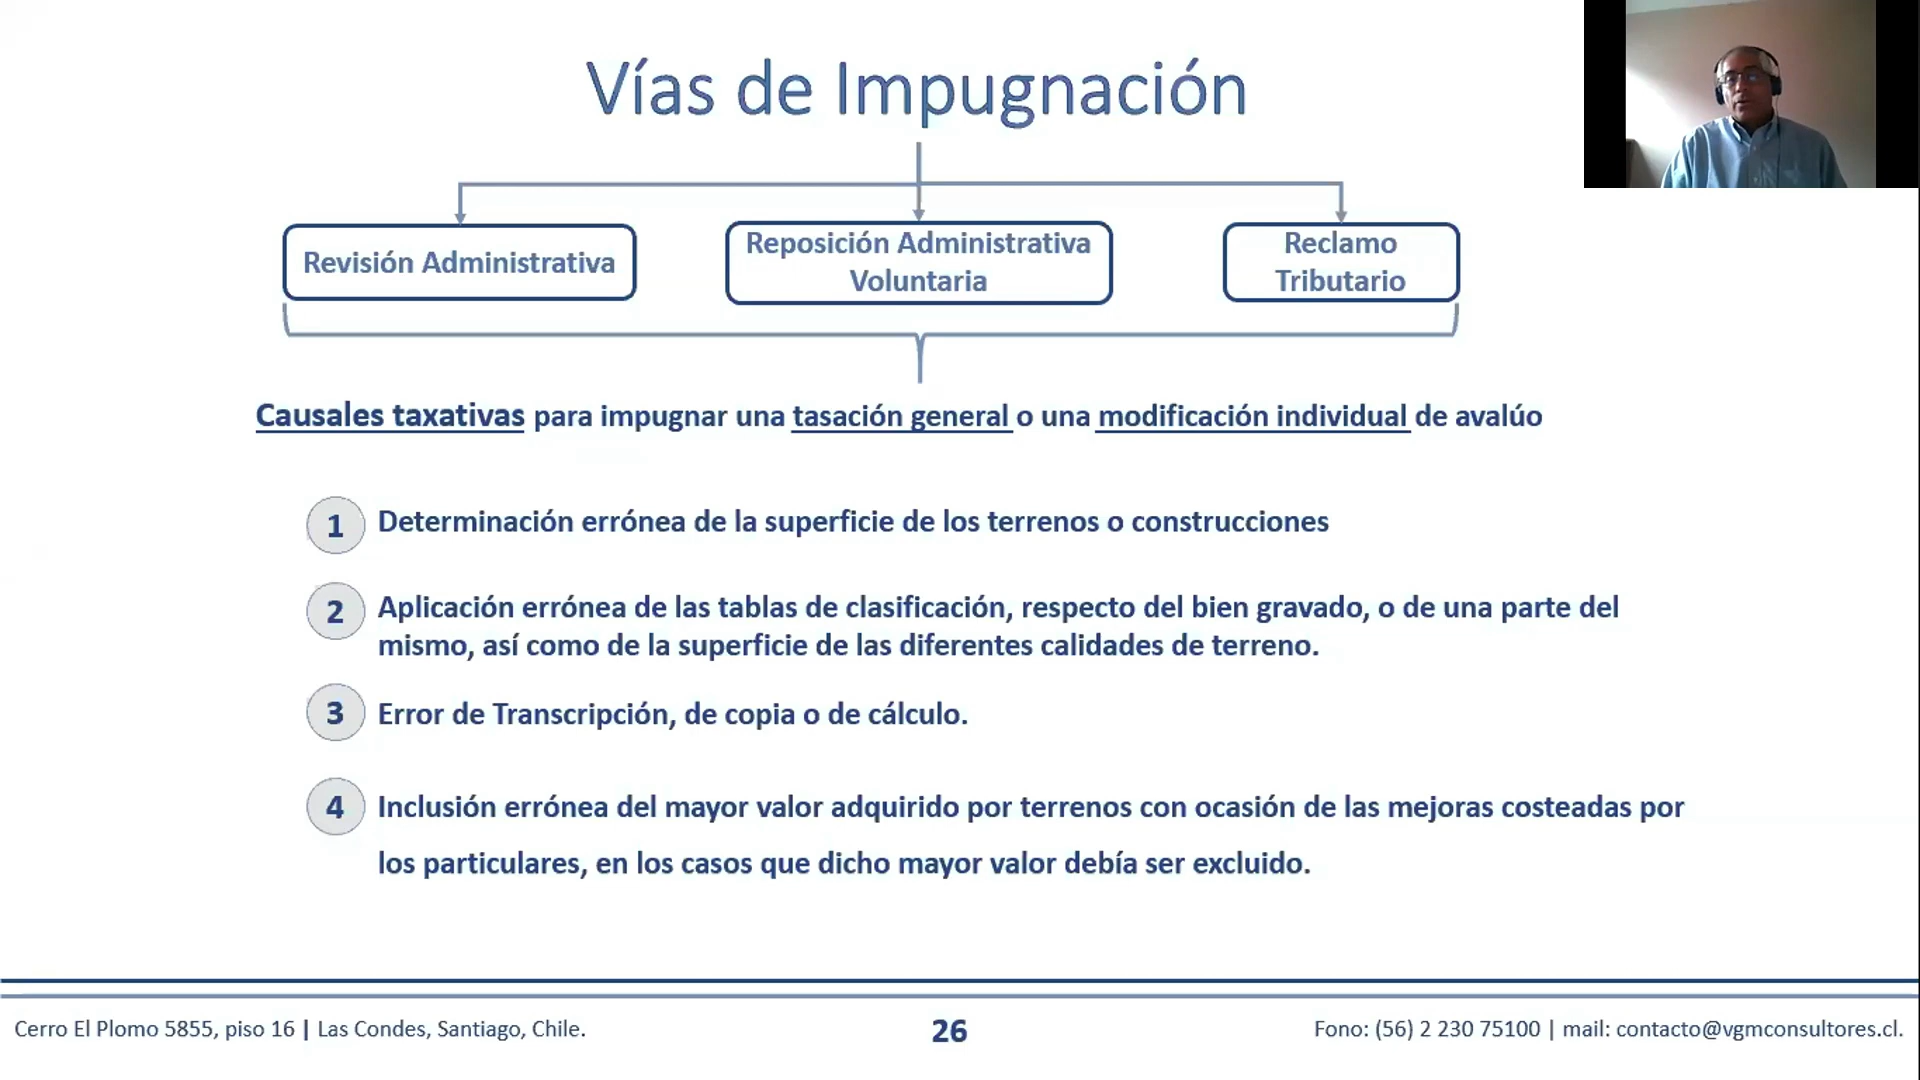 Vías de Impugnación
Revisión Administrativa
Reposición Administrativa
Voluntaria
Reclamo
Tributario
Causales taxativas para impugnar una tasación general o una modificación individual de avalúo
1 Determinación errónea de la superficie de los terrenos o construcciones
2 Aplicación errónea de las tablas de clasificación, respecto del bien gravado, o de una parte del
mismo, así como de la superficie de las diferentes calidades de terreno.
3 Error de Transcripción, de copia o de cálculo.
4 Inclusión errónea del mayor valor adquirido por terrenos con ocasión de las mejoras costeadas por
los particulares, en los casos que dicho mayor valor debía ser excluido.
Cerro El Plomo 5855, piso 16 | Las Condes, Santiago, Chile.
26
Fono: (56) 2 230 75100 | mail: contacto@vgmconsultores.cl.